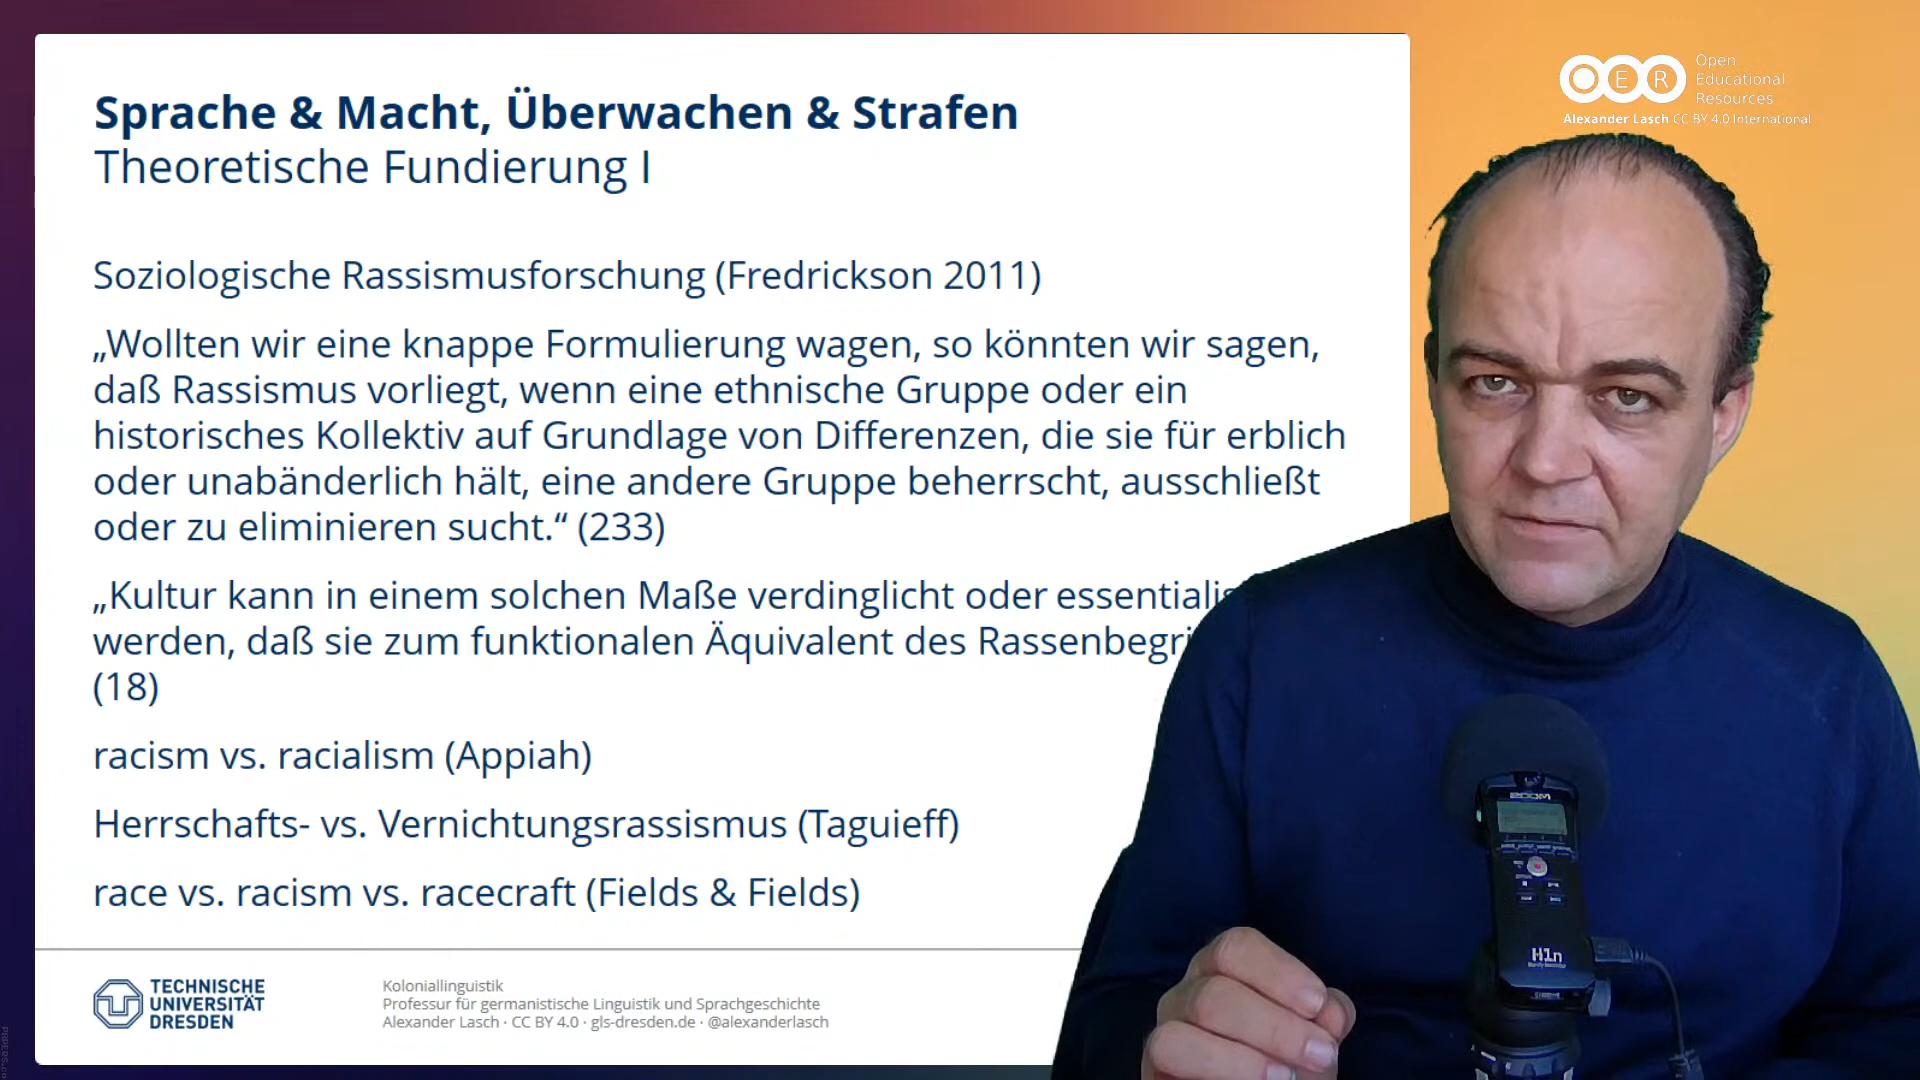 Sprache & Macht, Überwachen & Strafen
Theoretische Fundierung I
Soziologische Rassismusforschung (Fredrickson 2011)
„Wollten wir eine knappe Formulierung wagen, so könnten wir sagen,
daß Rassismus vorliegt, wenn eine ethnische Gruppe oder ein
historisches Kollektiv auf Grundlage von Differenzen, die sie für erblich
oder unabänderlich hält, eine andere Gruppe beherrscht, ausschließt
oder zu eliminieren sucht.“ (233)
„Kultur kann in einem solchen Maße verdinglicht oder
werden, daß sie zum funktionalen Äquivalent des
(18)
racism vs. racialism (Appiah)
Herrschafts- vs. Vernichtungsrassismus (Taguieff)
race vs. racism vs. racecraft (Fields & Fields)
TECHNISCHE
UNIVERSITÄT
DRESDEN
Koloniallinguistik
Professur für germanistische Linguistik und Sprachgeschichte
Alexander Lasch · CC BY 4.0 · gls-dresden.de · @alexanderlasch
OER
Open
Educational
Resources
Alexander Lasch CC BY 4.0 International
zoom
H1n